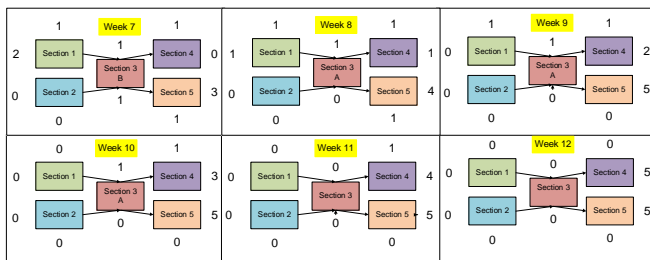 1 Week 7 1
2 Section 1 1 Section 4 0
Section 3
B
0 Section 2 1 Section 5 3
0 1
1 Week 8 1
1 Section 1 1 Section 4 1
Section 3
A
0 Section 2 0 Section 5 4
0 1
1 Week 9 1
0 Section 1 1 Section 4 2
Section 3
A
0 Section 2 0 Section 5 5
0 0
0 Week 10 1
0 Section 1 1 Section 4 3
Section 3
A
0 Section 2 0 Section 5 5
0 0
0 Week 11 1
0 Section 1 0 Section 4 4
Section 3
0 Section 2 0 Section 5 5
0 0
0 Week 12 0
0 Section 1 0 Section 4 5
Section 3
0 Section 2 0 Section 5 5
0 0